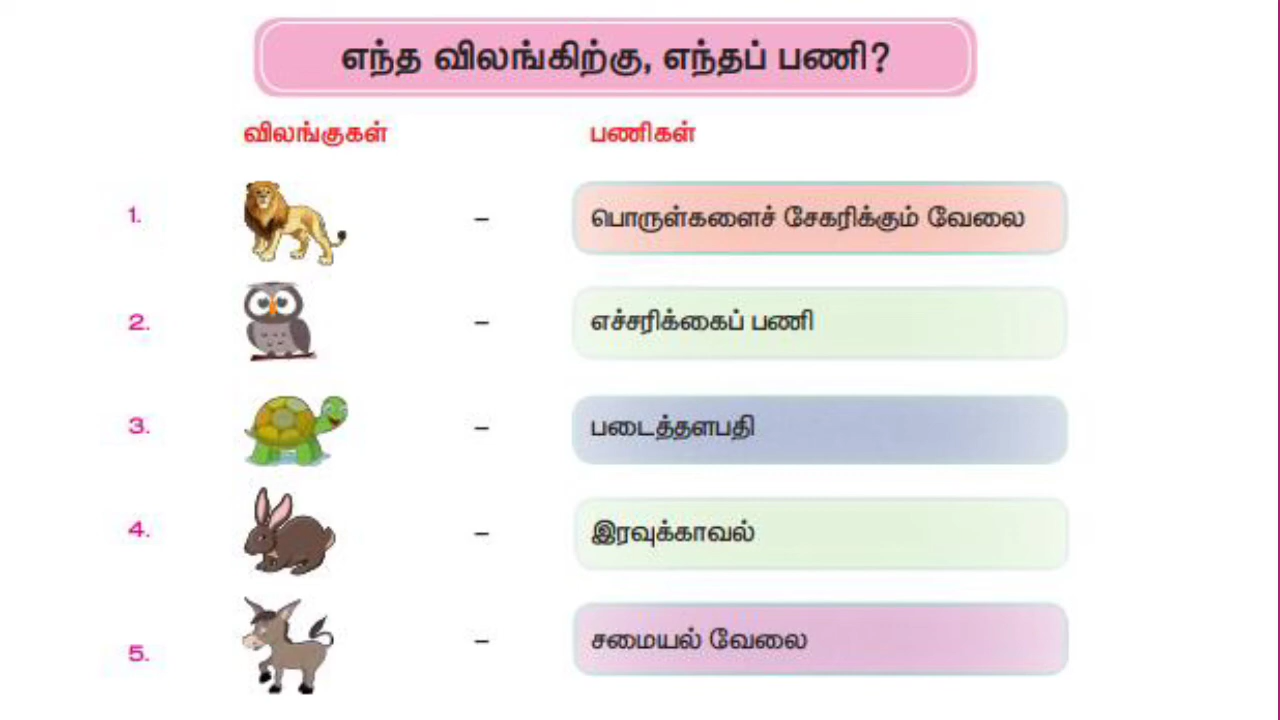 எந்த விலங்கிற்கு, எந்தப் பணி?
விலங்குகள் பணிகள்
1. – பொருள்களைச் சேகரிக்கும் வேலை
2. – எச்சரிக்கைப் பணி
3. – படைத்தளபதி
4. – இரவுக்காவல்
5. – சமையல் வேலை